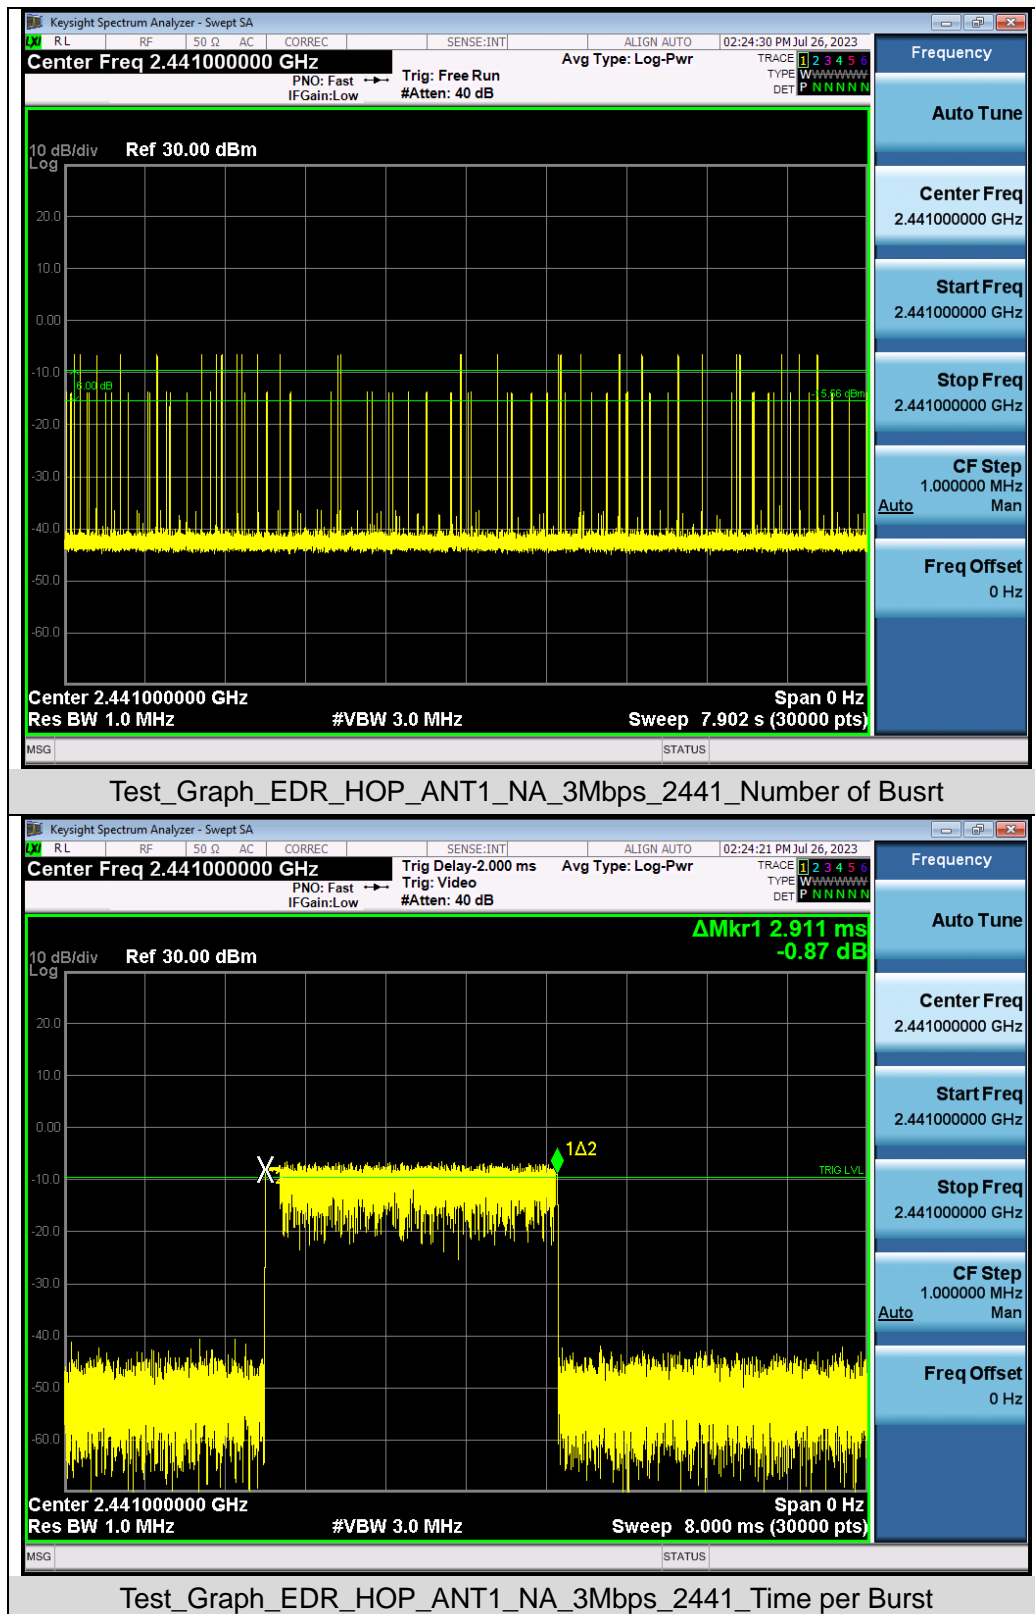 Keysight Spectrum Analyzer - Swept SA
LXI RL RF 50 Ω AC CORREC SENSE:INT ALIGN AUTO 02:24:30 PM Jul 26, 2023
Center Freq 2.441000000 GHz
PNO: Fast
IFGain:Low
Trig: Free Run
#Atten: 40 dB
Avg Type: Log-Pwr
TRACE 1 2 3 4 5 6
TYPE WWWWWW
DET P N N N N N
Frequency
Auto Tune
Center Freq
2.441000000 GHz
Start Freq
2.441000000 GHz
Stop Freq
2.441000000 GHz
CF Step
1.000000 MHz
Auto Man
Freq Offset
0 Hz
10 dB/div Ref 30.00 dBm
Log
20.0
10.0
0.00
-10.0
6.00 dB
-15.56 dBm
-20.0
-30.0
-40.0
-50.0
-60.0
Center 2.441000000 GHz Span 0 Hz
Res BW 1.0 MHz #VBW 3.0 MHz Sweep 7.902 s (30000 pts)
MSG STATUS
Test_Graph_EDR_HOP_ANT1_NA_3Mbps_2441_Number of Busrt
Keysight Spectrum Analyzer - Swept SA
LXI RL RF 50 Ω AC CORREC SENSE:INT ALIGN AUTO 02:24:21 PM Jul 26, 2023
Center Freq 2.441000000 GHz
PNO: Fast
IFGain:Low
Trig Delay-2.000 ms
Trig: Video
#Atten: 40 dB
Avg Type: Log-Pwr
TRACE 1 2 3 4 5 6
TYPE WWWWWW
DET P N N N N N
Frequency
Auto Tune
Center Freq
2.441000000 GHz
Start Freq
2.441000000 GHz
Stop Freq
2.441000000 GHz
CF Step
1.000000 MHz
Auto Man
Freq Offset
0 Hz
ΔMkr1 2.911 ms
-0.87 dB
10 dB/div Ref 30.00 dBm
Log
20.0
10.0
0.00
1Δ2
TRIG LVL
-10.0
-20.0
-30.0
-40.0
-50.0
-60.0
Center 2.441000000 GHz Span 0 Hz
Res BW 1.0 MHz #VBW 3.0 MHz Sweep 8.000 ms (30000 pts)
MSG STATUS
Test_Graph_EDR_HOP_ANT1_NA_3Mbps_2441_Time per Burst